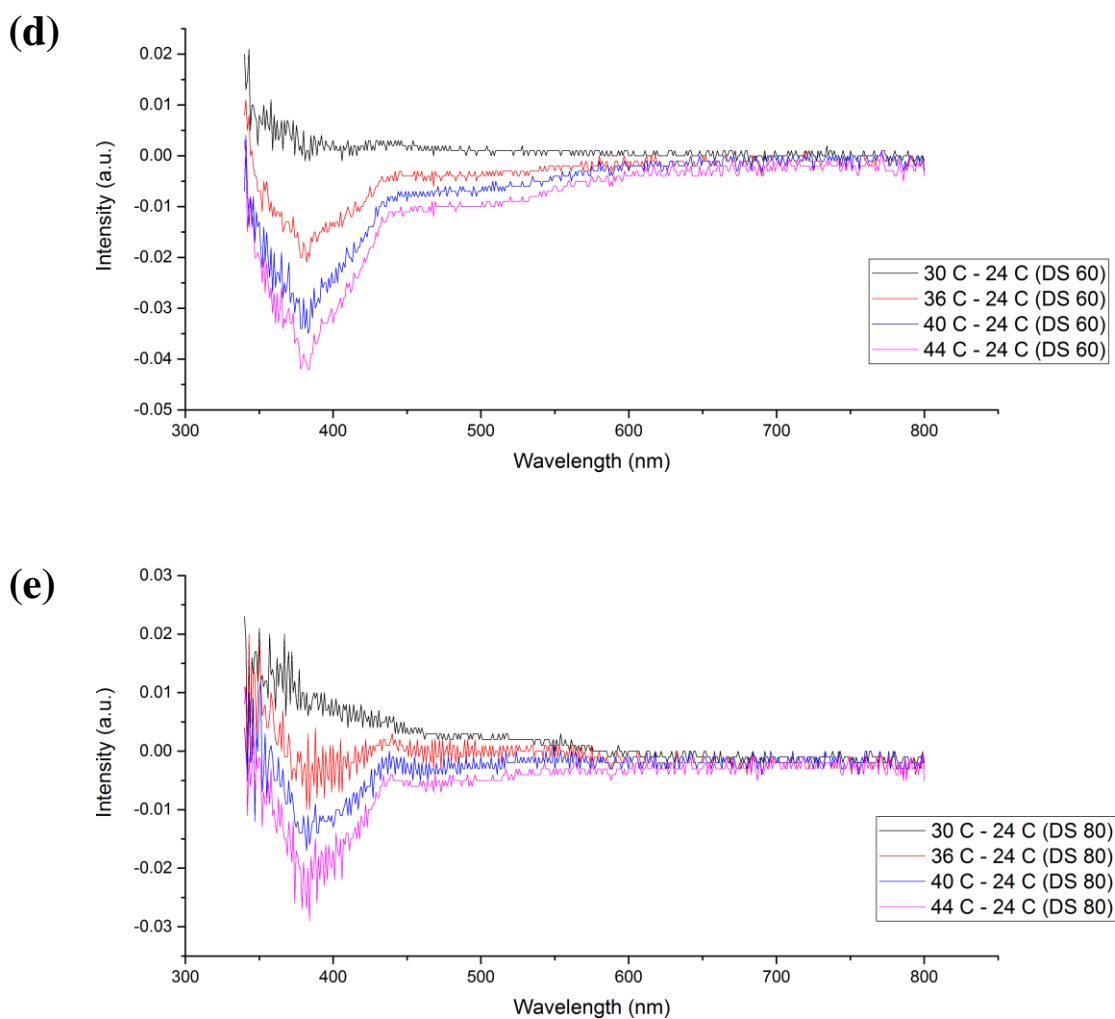 (d)
0.02
0.01
0.00
-0.01
-0.02
-0.03
-0.04
-0.05
Intensity (a.u.)
300 400 500 600 700 800
Wavelength (nm)
30 C - 24 C (DS 60)
36 C - 24 C (DS 60)
40 C - 24 C (DS 60)
44 C - 24 C (DS 60)
(e)
0.03
0.02
0.01
0.00
-0.01
-0.02
-0.03
Intensity (a.u.)
300 400 500 600 700 800
Wavelength (nm)
30 C - 24 C (DS 80)
36 C - 24 C (DS 80)
40 C - 24 C (DS 80)
44 C - 24 C (DS 80)